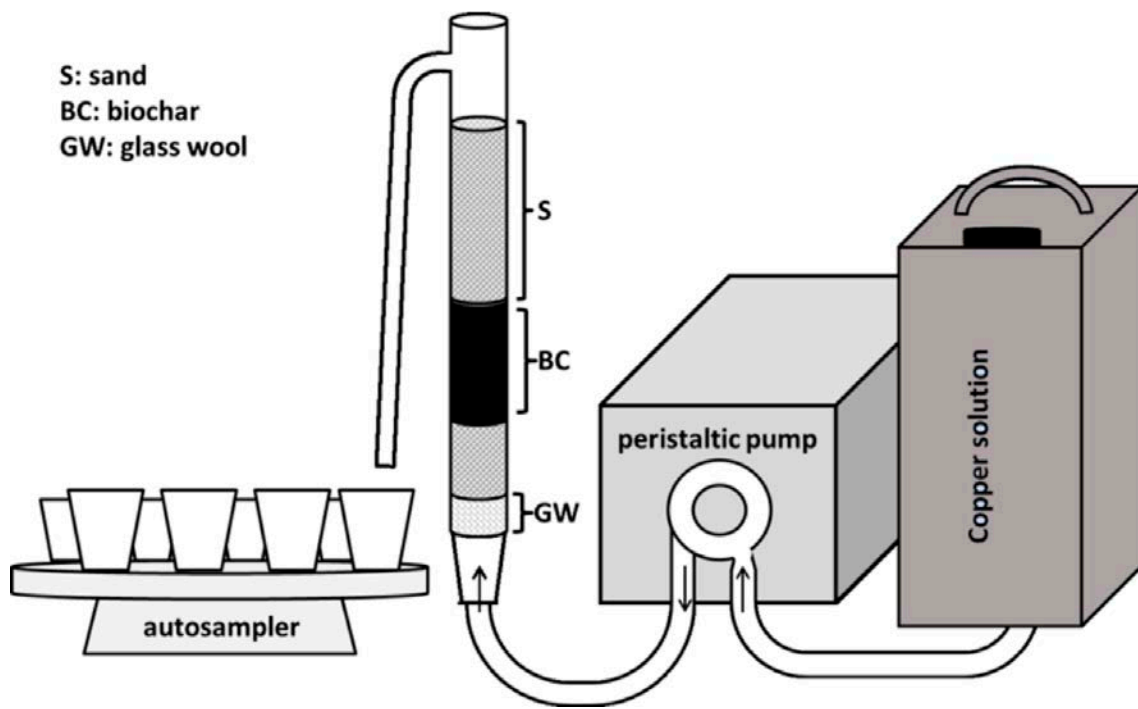 S: sand
BC: biochar
GW: glass wool
S
BC
GW
peristaltic pump
Copper solution
autosampler